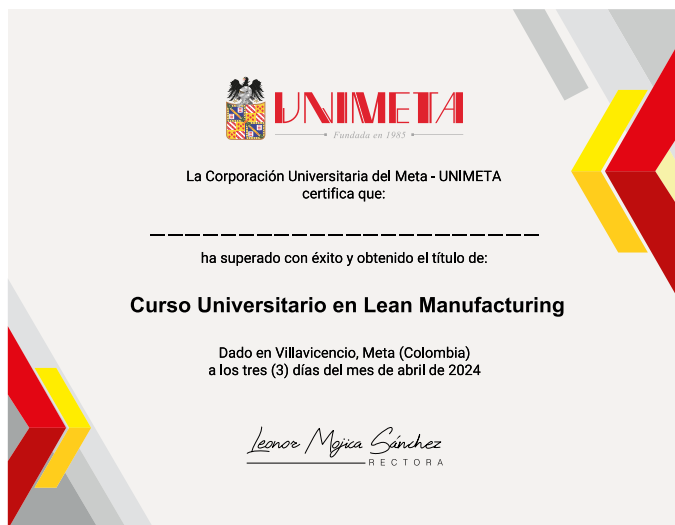 UNIMETA
Fundada en 1985
La Corporación Universitaria del Meta - UNIMETA
certifica que:
ha superado con éxito y obtenido el título de:
Curso Universitario en Lean Manufacturing
Dado en Villavicencio, Meta (Colombia)
a los tres (3) días del mes de abril de 2024
Leonor Mojica Sánchez
RECTORA